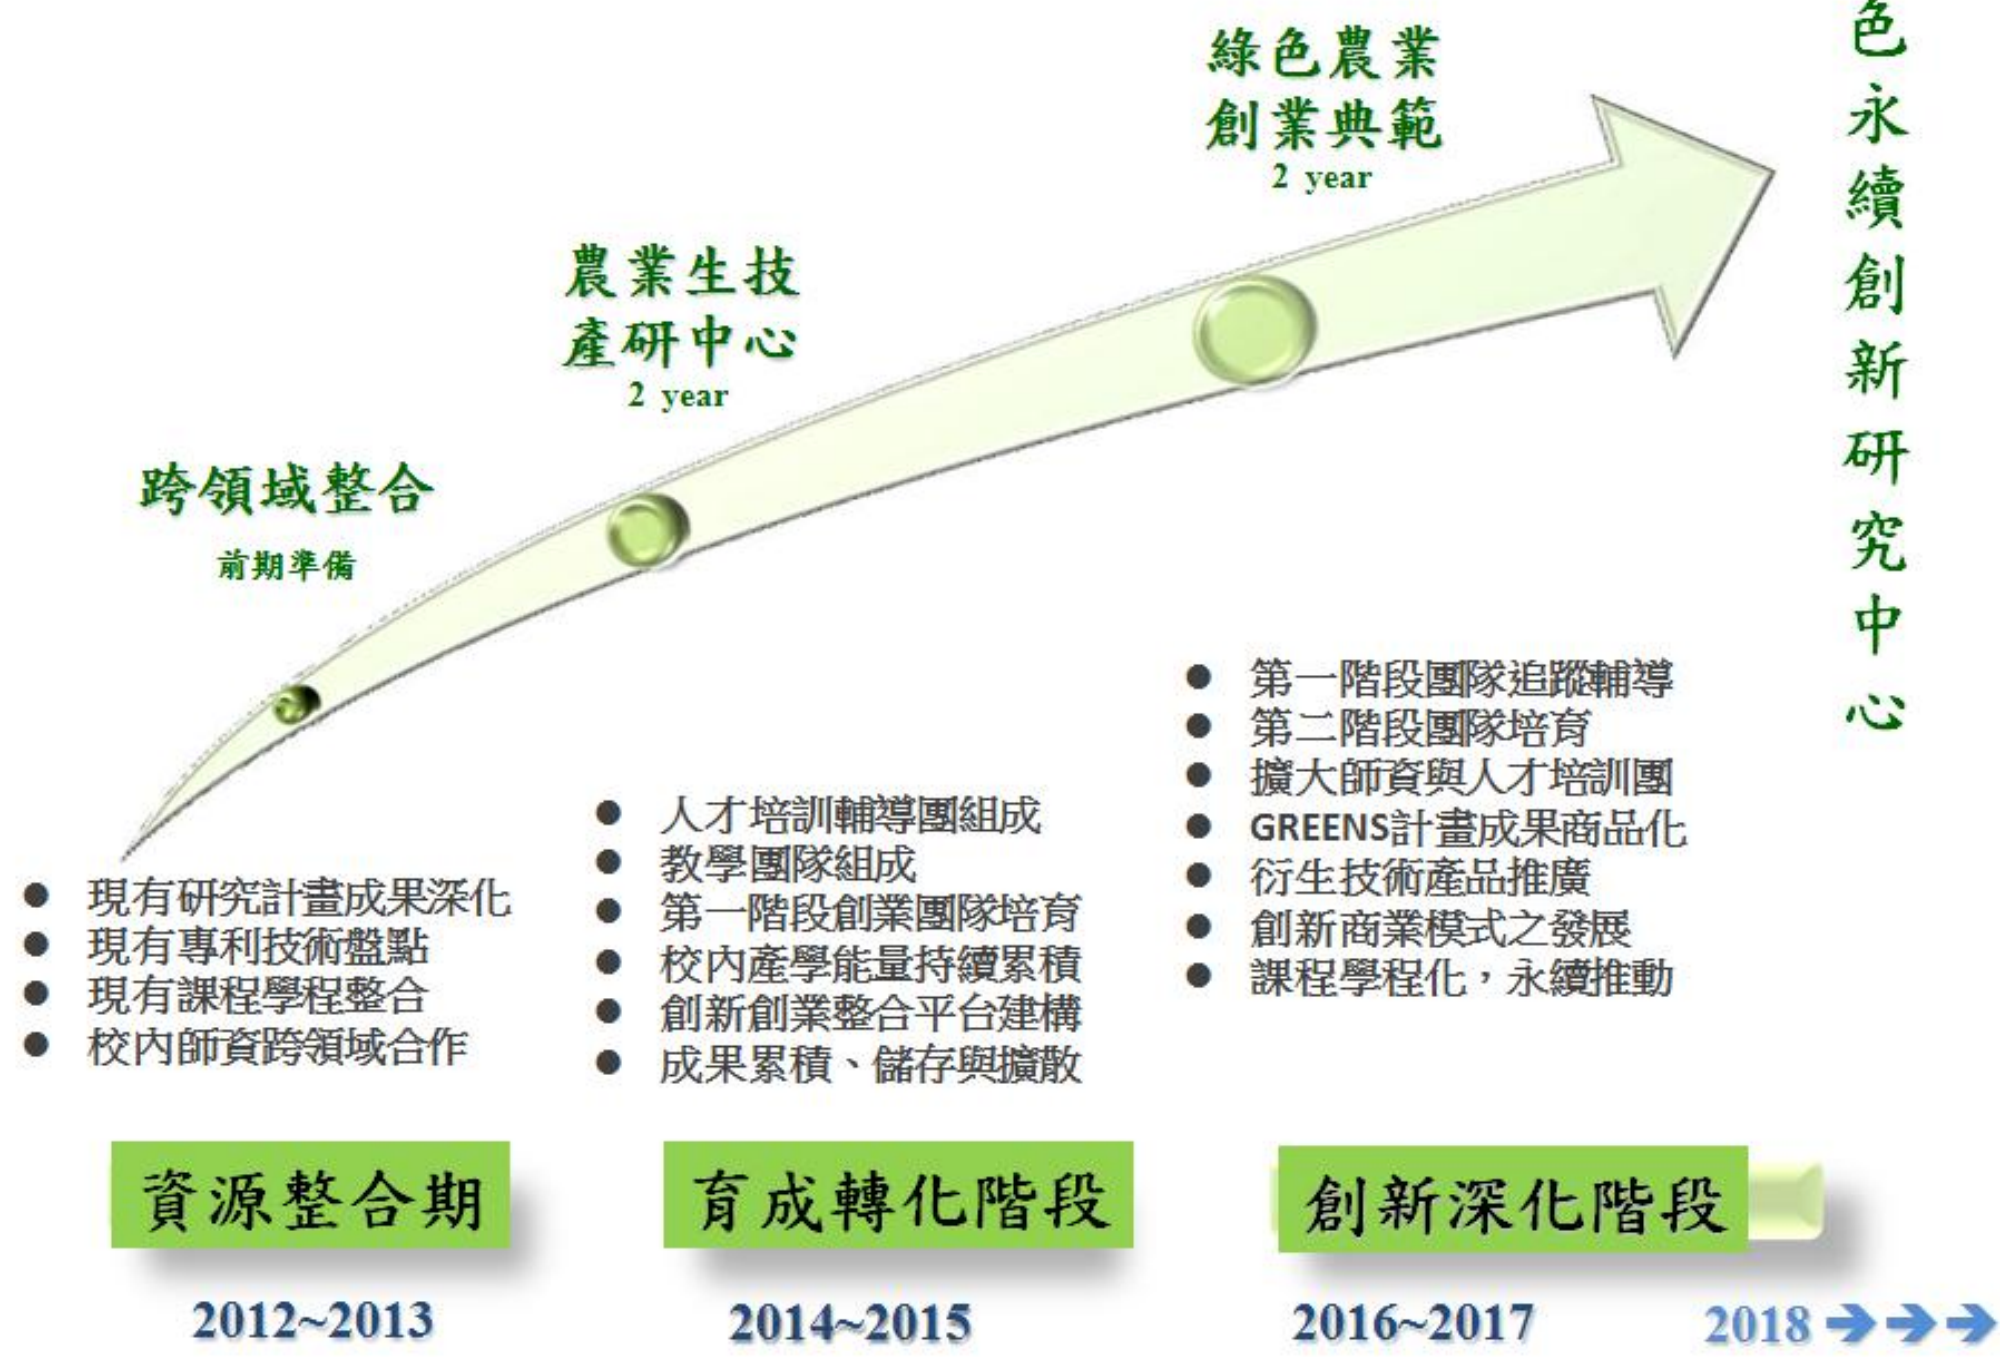 綠色農業
創業典範
2 year
農業生技
產研中心
2 year
跨領域整合
前期準備
色永續創新研究中心
現有研究計畫成果深化
現有專利技術盤點
現有課程學程整合
校內師資跨領域合作
人才培訓輔導團組成
教學團隊組成
第一階段創業團隊培育
校內產學能量持續累積
創新創業整合平台建構
成果累積、儲存與擴散
第一階段團隊追蹤輔導
第二階段團隊培育
擴大師資與人才培訓團
GREENS計畫成果商品化
衍生技術產品推廣
創新商業模式之發展
課程學程化,永續推動
資源整合期
育成轉化階段
創新深化階段
2012~2013
2014~2015
2016~2017
2018